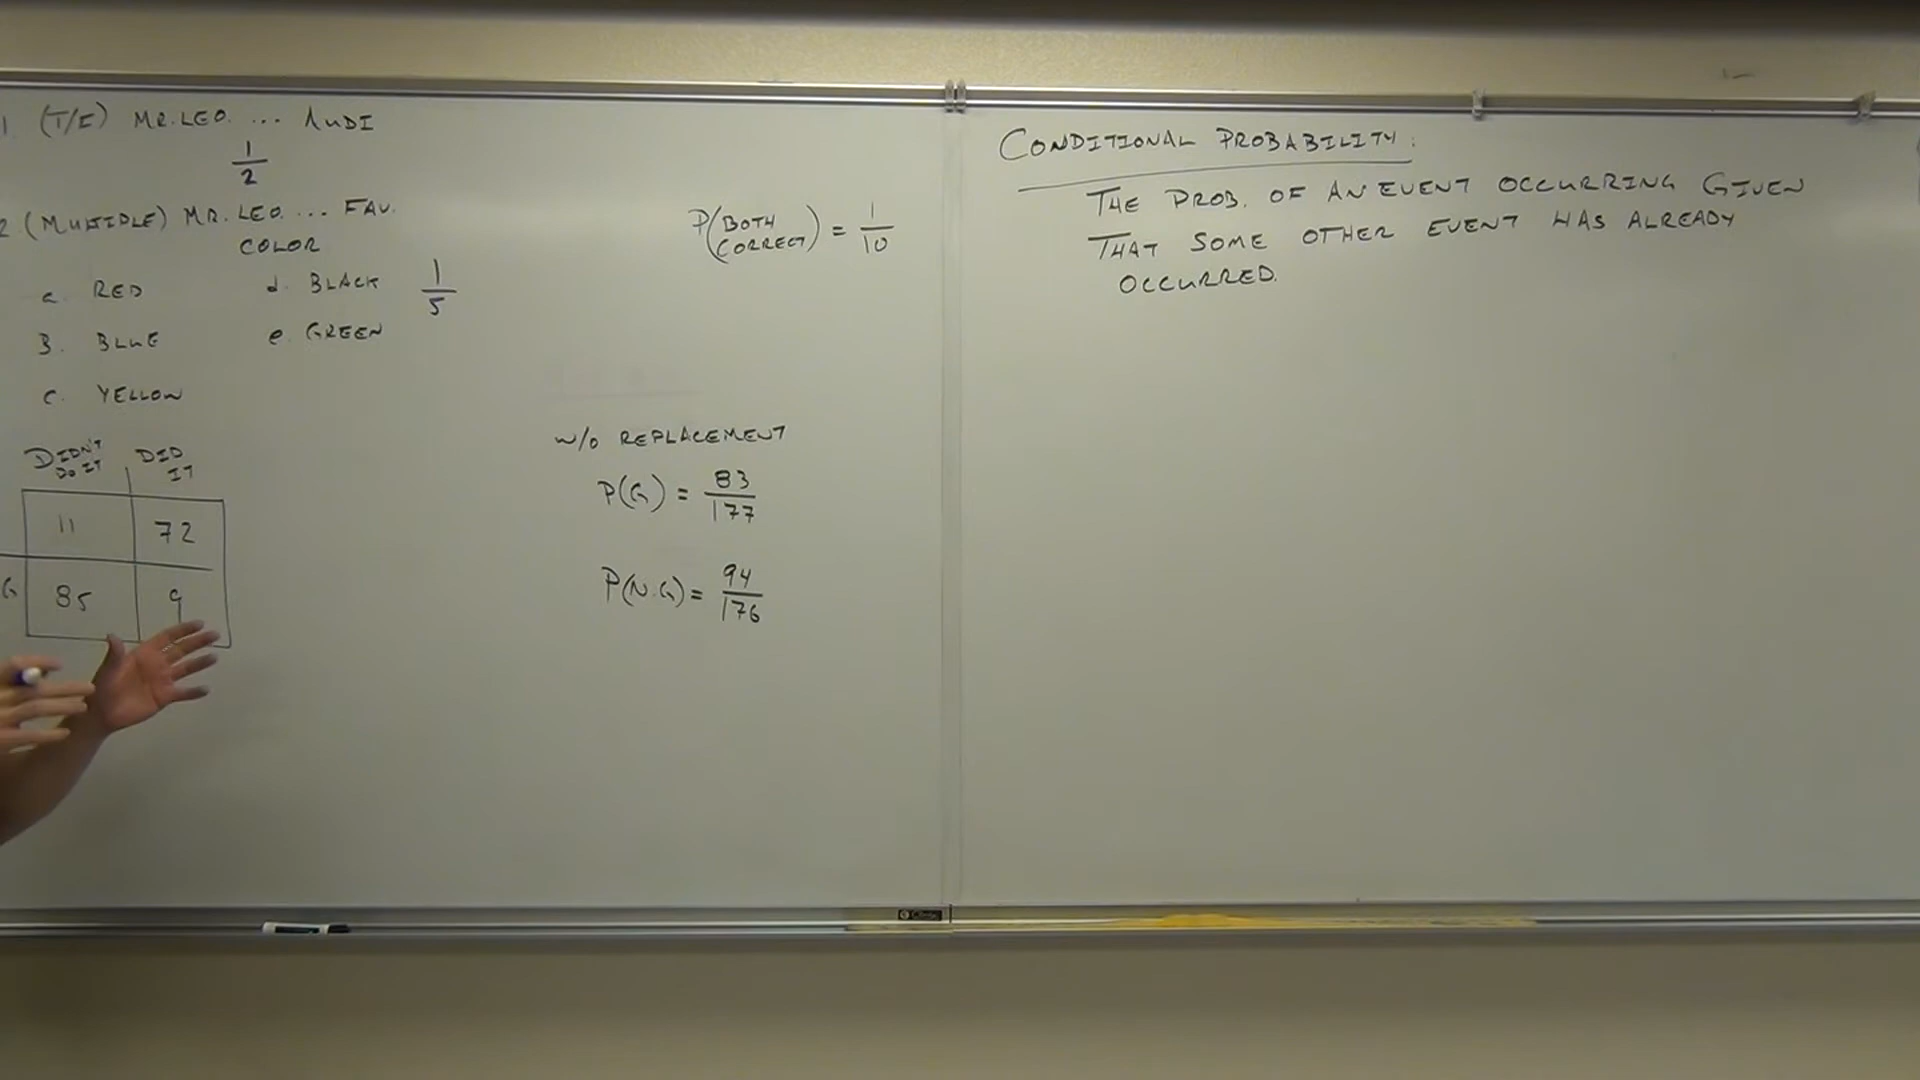 1. (T/F) MR. LEO. ... AUDI
1/2
2 (MULTIPLE) MR. LEO. ... FAV.
COLOR
a. RED
d. BLACK
1/5
B. BLUE
e. GREEN
C. YELLOW
P(BOTH CORRECT) = 1/10
DIDN'T DO IT
DID IT
11 72
G 85 9
W/O REPLACEMENT
P(G) = 83/177
P(N.G) = 94/176
CONDITIONAL PROBABILITY:
THE PROB. OF AN EVENT OCCURRING GIVEN
THAT SOME OTHER EVENT HAS ALREADY
OCCURRED.